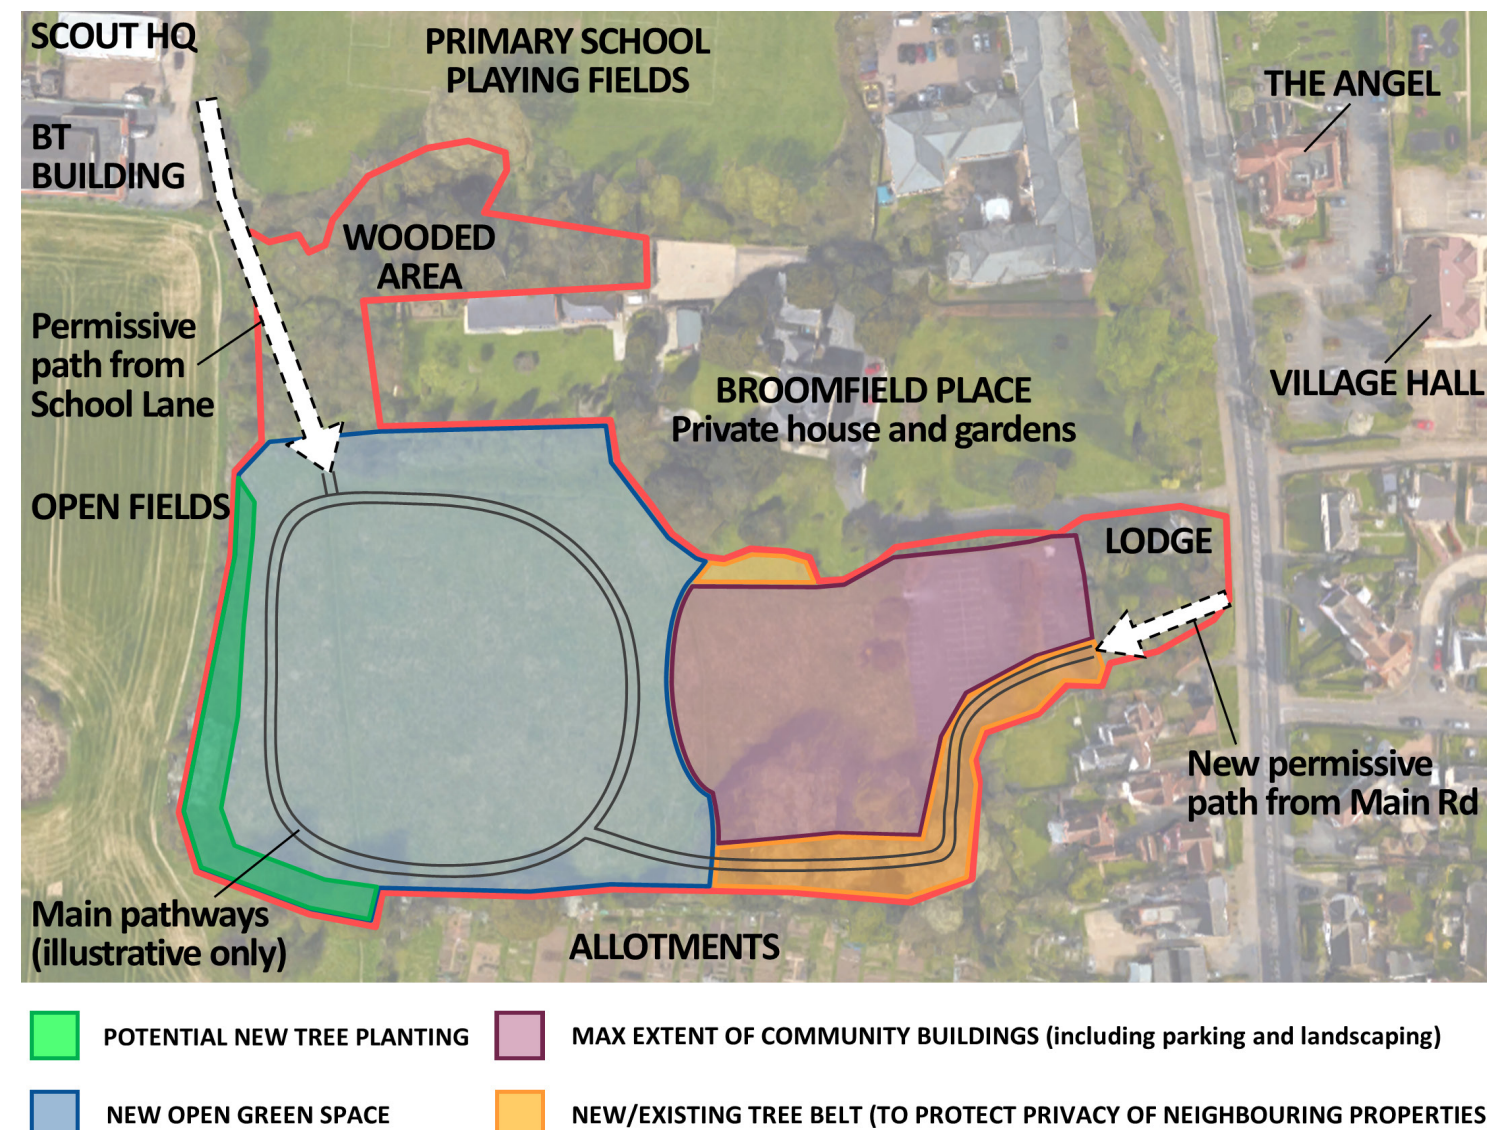 SCOUT HQ
PRIMARY SCHOOL
PLAYING FIELDS
THE ANGEL
BT
BUILDING
WOODED
AREA
Permissive
path from
School Lane
BROOMFIELD PLACE
Private house and gardens
VILLAGE HALL
OPEN FIELDS
LODGE
New permissive
path from Main Rd
Main pathways
(illustrative only)
ALLOTMENTS
POTENTIAL NEW TREE PLANTING
MAX EXTENT OF COMMUNITY BUILDINGS (including parking and landscaping)
NEW OPEN GREEN SPACE
NEW/EXISTING TREE BELT (TO PROTECT PRIVACY OF NEIGHBOURING PROPERTIES